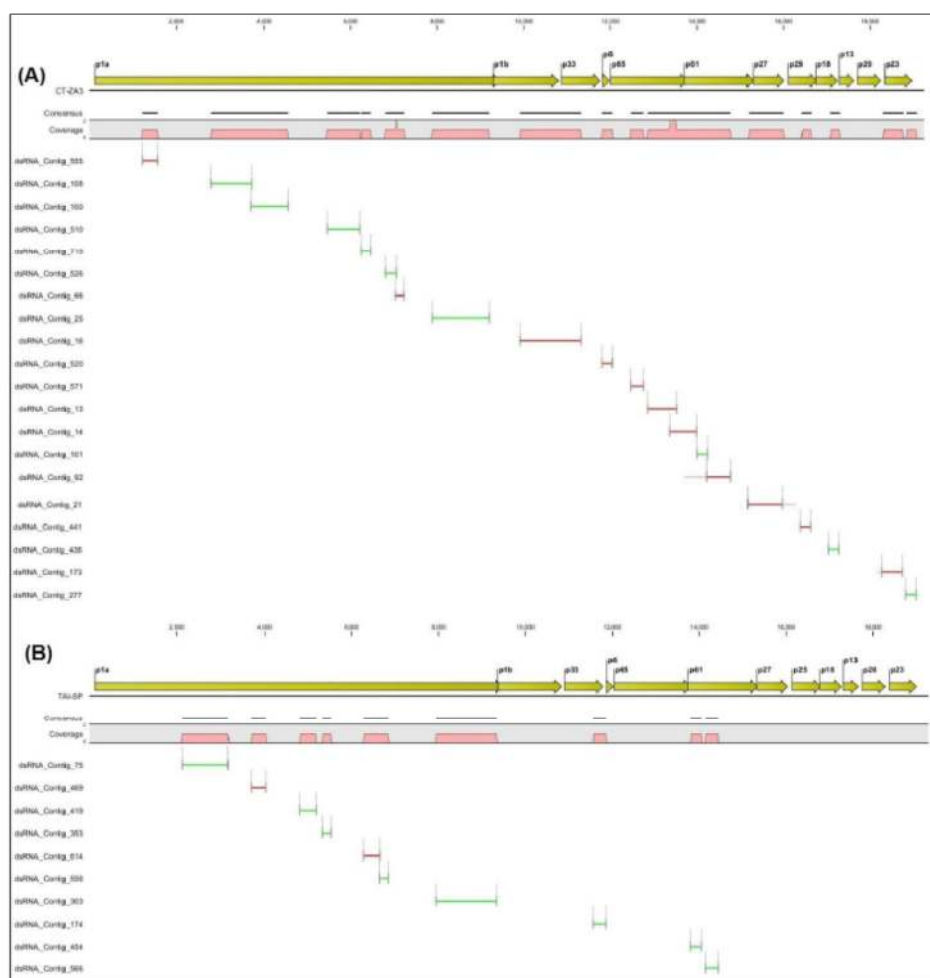 2,000 4,000 6,000 8,000 10,000 12,000 14,000 16,000 18,000
(A)
p1a p1b p33 p6 p65 p61 p27 p25 p18 p13 p20 p23
CT-ZA3
Consensus
Coverage
dsRNA_Contig_555
dsRNA_Contig_108
dsRNA_Contig_160
dsRNA_Contig_510
dsRNA_Contig_715
dsRNA_Contig_526
dsRNA_Contig_66
dsRNA_Contig_25
dsRNA_Contig_16
dsRNA_Contig_520
dsRNA_Contig_571
dsRNA_Contig_13
dsRNA_Contig_14
dsRNA_Contig_101
dsRNA_Contig_92
dsRNA_Contig_21
dsRNA_Contig_441
dsRNA_Contig_435
dsRNA_Contig_173
dsRNA_Contig_277
2,000 4,000 6,000 8,000 10,000 12,000 14,000 16,000 18,000
(B)
p1a p1b p33 p6 p65 p61 p27 p25 p18 p13 p20 p23
TAI-SP
Consensus
Coverage
dsRNA_Contig_75
dsRNA_Contig_469
dsRNA_Contig_419
dsRNA_Contig_353
dsRNA_Contig_614
dsRNA_Contig_303
dsRNA_Contig_174
dsRNA_Contig_566